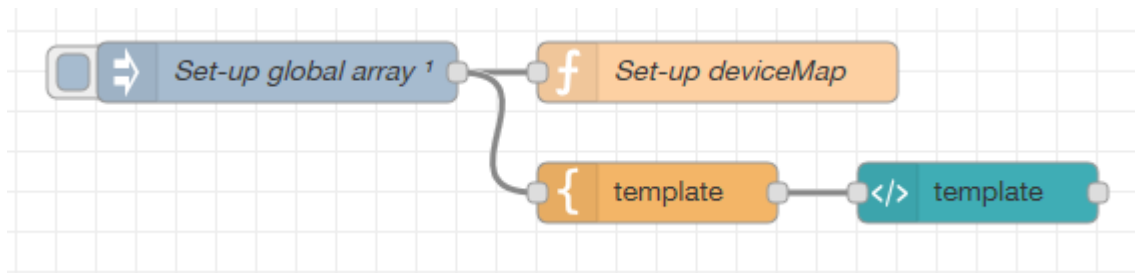 Set-up global array ¹
Set-up deviceMap
template
</> template